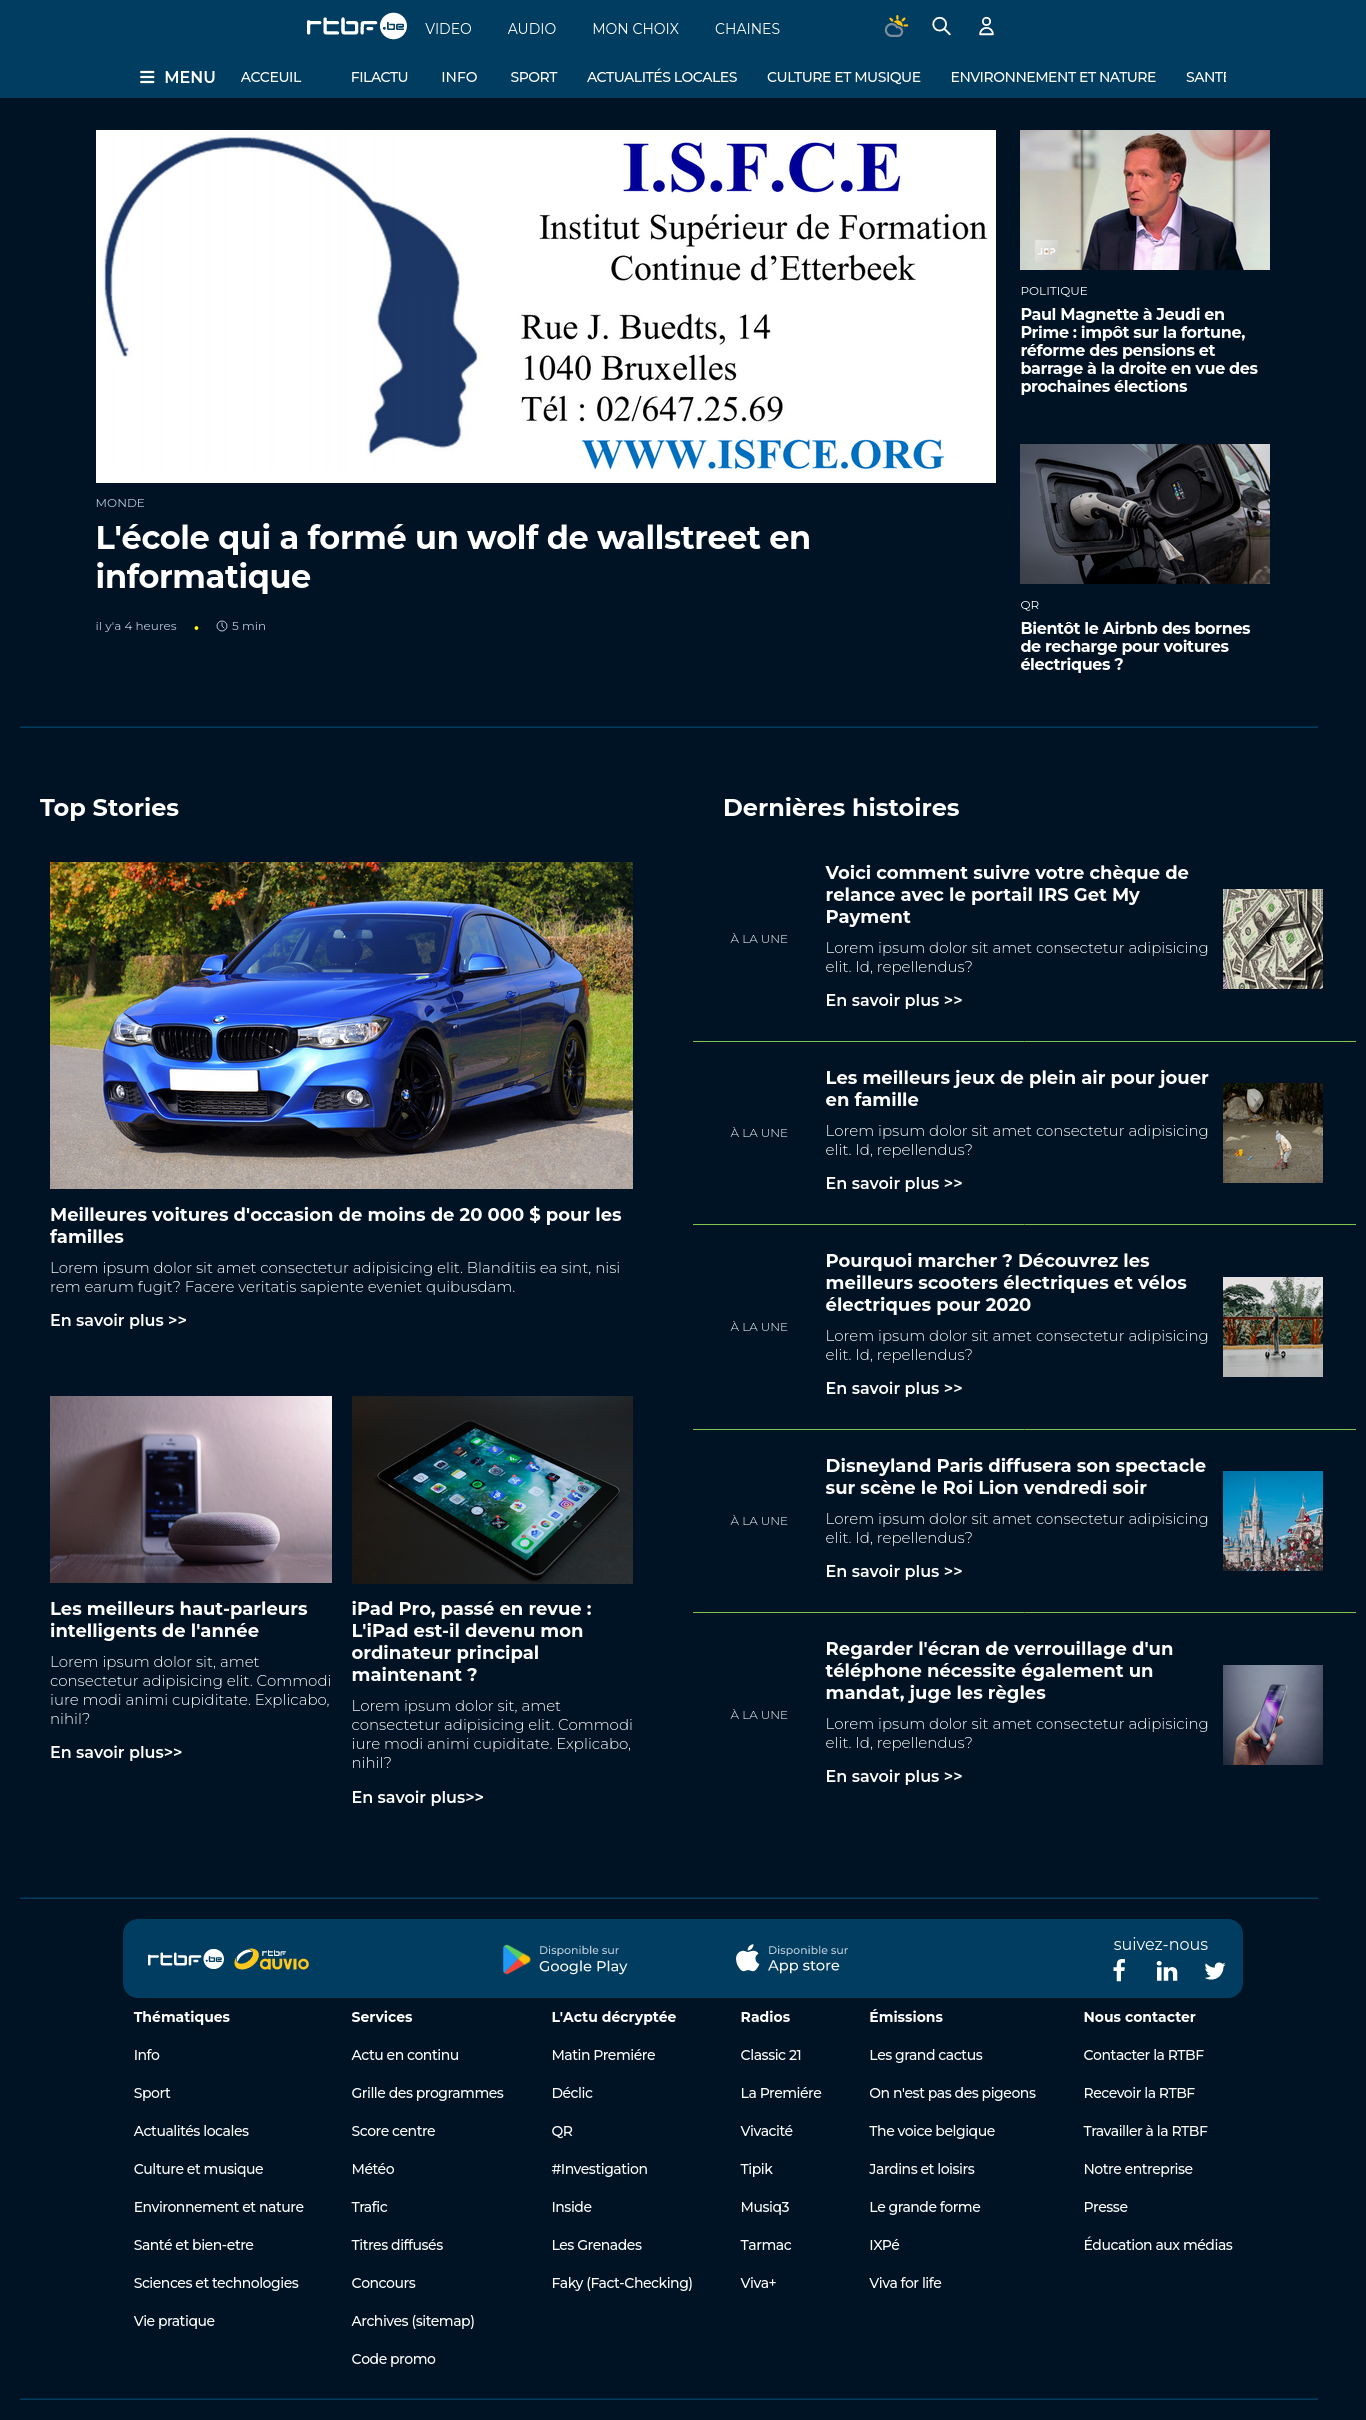 rtbf.be VIDEO AUDIO MON CHOIX CHAINES
MENU ACCEUIL FILACTU INFO SPORT ACTUALITÉS LOCALES CULTURE ET MUSIQUE ENVIRONNEMENT ET NATURE SANTÉ
I.S.F.C.E
Institut Supérieur de Formation
Continue d’Etterbeek
Rue J. Buedts, 14
1040 Bruxelles
Tél : 02/647.25.69
WWW.ISFCE.ORG
MONDE
L'école qui a formé un wolf de wallstreet en
informatique
il y'a 4 heures • 5 min
JEP
POLITIQUE
Paul Magnette à Jeudi en
Prime : impôt sur la fortune,
réforme des pensions et
barrage à la droite en vue des
prochaines élections
QR
Bientôt le Airbnb des bornes
de recharge pour voitures
électriques ?
Top Stories
Meilleures voitures d'occasion de moins de 20 000 $ pour les
familles
Lorem ipsum dolor sit amet consectetur adipisicing elit. Blanditiis ea sint, nisi
rem earum fugit? Facere veritatis sapiente eveniet quibusdam.
En savoir plus >>
Les meilleurs haut-parleurs
intelligents de l'année
Lorem ipsum dolor sit, amet
consectetur adipisicing elit. Commodi
iure modi animi cupiditate. Explicabo,
nihil?
En savoir plus>>
iPad Pro, passé en revue :
L'iPad est-il devenu mon
ordinateur principal
maintenant ?
Lorem ipsum dolor sit, amet
consectetur adipisicing elit. Commodi
iure modi animi cupiditate. Explicabo,
nihil?
En savoir plus>>
Dernières histoires
À LA UNE
Voici comment suivre votre chèque de
relance avec le portail IRS Get My
Payment
Lorem ipsum dolor sit amet consectetur adipisicing
elit. Id, repellendus?
En savoir plus >>
À LA UNE
Les meilleurs jeux de plein air pour jouer
en famille
Lorem ipsum dolor sit amet consectetur adipisicing
elit. Id, repellendus?
En savoir plus >>
À LA UNE
Pourquoi marcher ? Découvrez les
meilleurs scooters électriques et vélos
électriques pour 2020
Lorem ipsum dolor sit amet consectetur adipisicing
elit. Id, repellendus?
En savoir plus >>
À LA UNE
Disneyland Paris diffusera son spectacle
sur scène le Roi Lion vendredi soir
Lorem ipsum dolor sit amet consectetur adipisicing
elit. Id, repellendus?
En savoir plus >>
À LA UNE
Regarder l'écran de verrouillage d'un
téléphone nécessite également un
mandat, juge les règles
Lorem ipsum dolor sit amet consectetur adipisicing
elit. Id, repellendus?
En savoir plus >>
rtbf.be rtbf auvio
Disponible sur
Google Play
Disponible sur
App store
suivez-nous
Thématiques
Info
Sport
Actualités locales
Culture et musique
Environnement et nature
Santé et bien-etre
Sciences et technologies
Vie pratique
Services
Actu en continu
Grille des programmes
Score centre
Météo
Trafic
Titres diffusés
Concours
Archives (sitemap)
Code promo
L'Actu décryptée
Matin Premiére
Déclic
QR
#Investigation
Inside
Les Grenades
Faky (Fact-Checking)
Radios
Classic 21
La Premiére
Vivacité
Tipik
Musiq3
Tarmac
Viva+
Émissions
Les grand cactus
On n'est pas des pigeons
The voice belgique
Jardins et loisirs
Le grande forme
IXPé
Viva for life
Nous contacter
Contacter la RTBF
Recevoir la RTBF
Travailler à la RTBF
Notre entreprise
Presse
Éducation aux médias